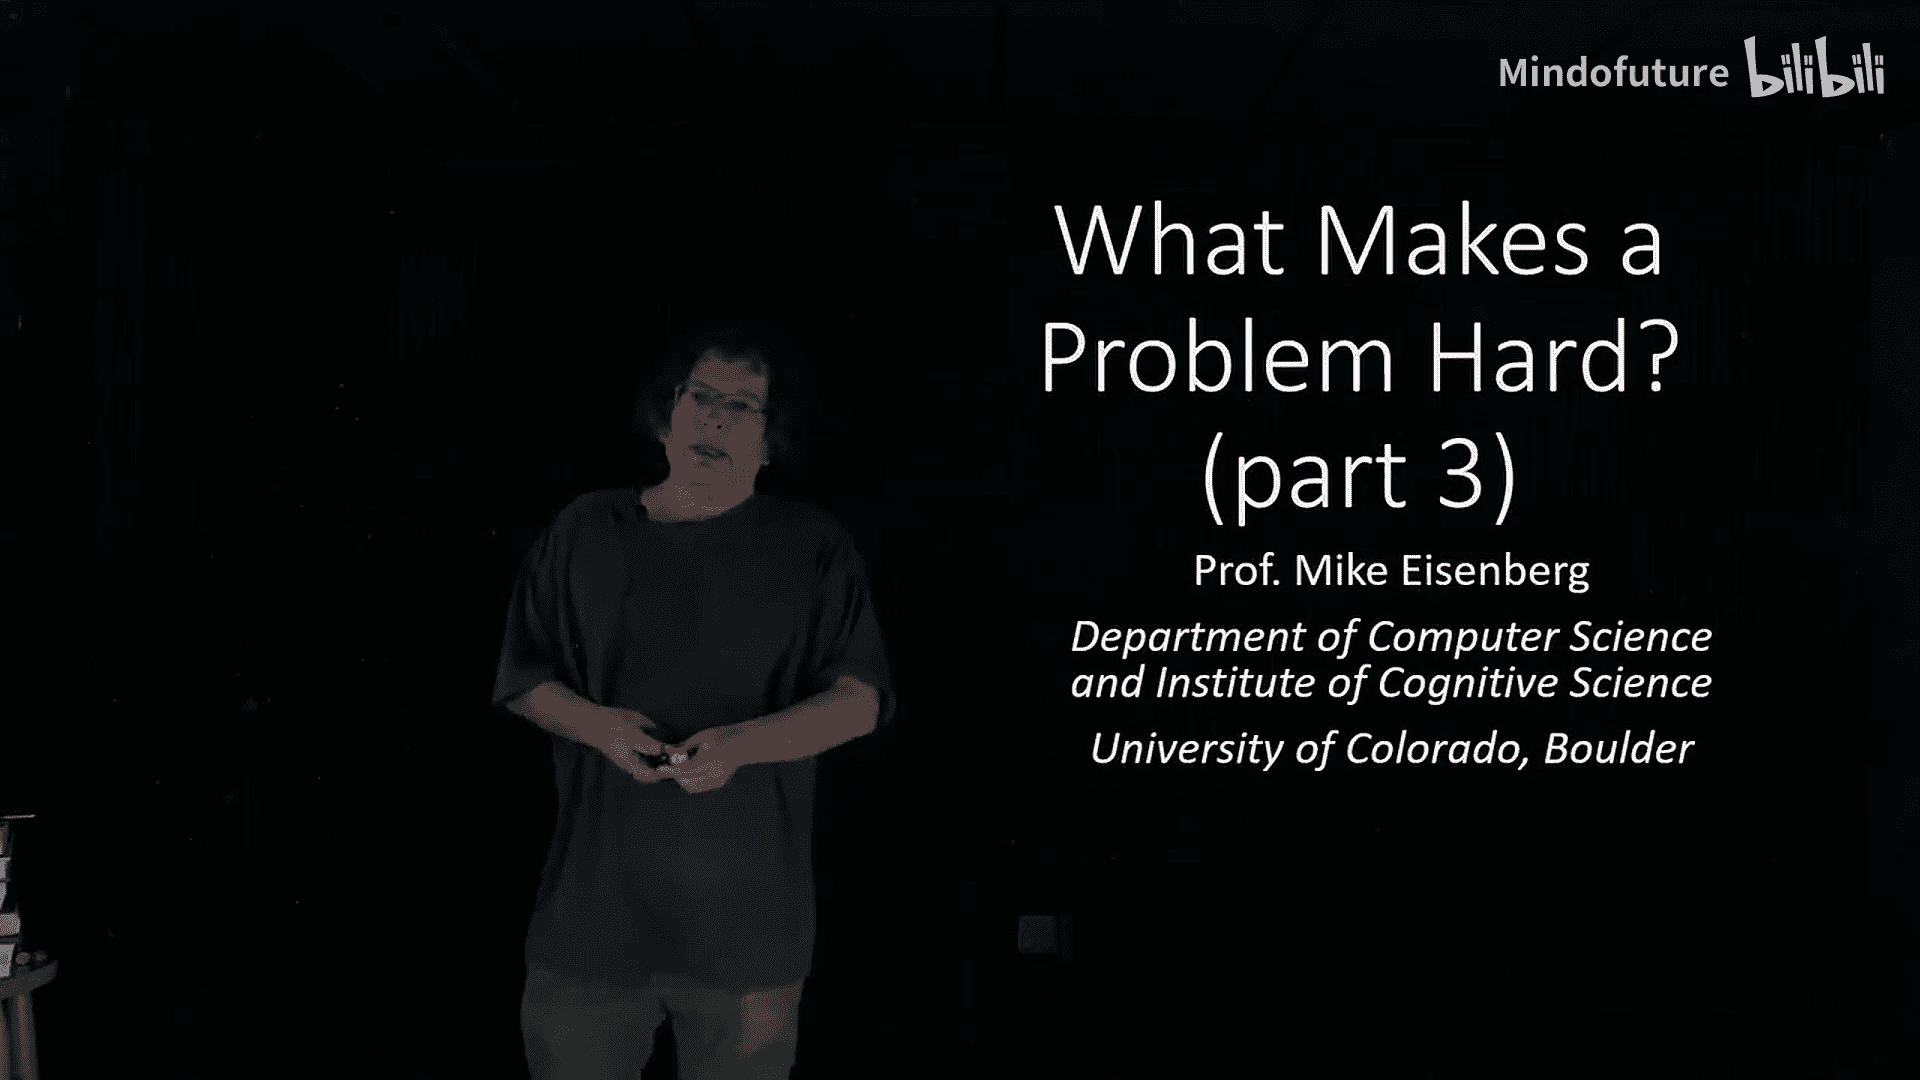 Mindofuture bilibili
What Makes a
Problem Hard?
(part 3)
Prof. Mike Eisenberg
Department of Computer Science
and Institute of Cognitive Science
University of Colorado, Boulder